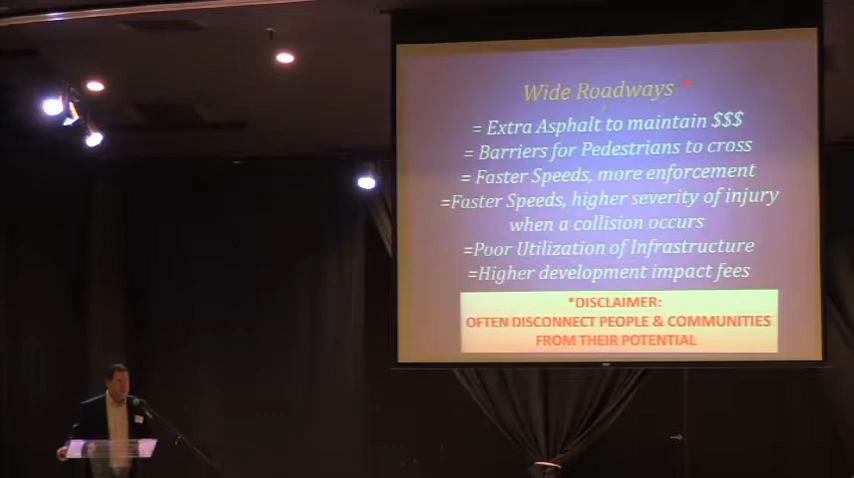 Wide Roadways *
= Extra Asphalt to maintain $$$
= Barriers for Pedestrians to cross
= Faster Speeds, more enforcement
=Faster Speeds, higher severity of injury
when a collision occurs
=Poor Utilization of Infrastructure
=Higher development impact fees
*DISCLAIMER:
OFTEN DISCONNECT PEOPLE & COMMUNITIES
FROM THEIR POTENTIAL